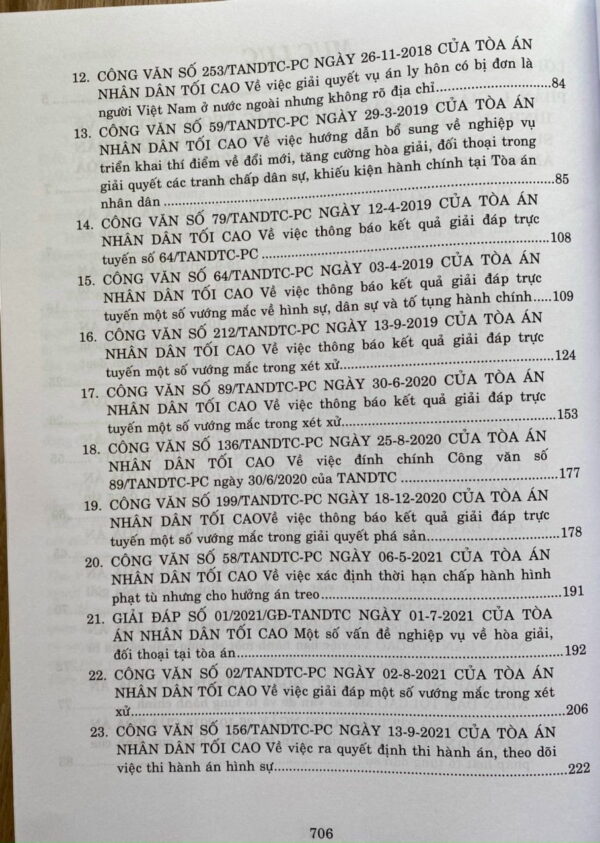 12. CÔNG VĂN SỐ 253/TANDTC-PC NGÀY 26-11-2018 CỦA TÒA ÁN
NHÂN DÂN TỐI CAO Về việc giải quyết vụ án ly hôn có bị đơn là
người Việt Nam ở nước ngoài nhưng không rõ địa chỉ.....84
13. CÔNG VĂN SỐ 59/TANDTC-PC NGÀY 29-3-2019 CỦA TÒA ÁN
NHÂN DÂN TỐI CAO Về việc hướng dẫn bổ sung về nghiệp vụ
triển khai thí điểm về đổi mới, tăng cường hòa giải, đối thoại trong
giải quyết các tranh chấp dân sự, khiếu kiện hành chính tại Tòa án
nhân dân.....85
14. CÔNG VĂN SỐ 79/TANDTC-PC NGÀY 12-4-2019 CỦA TÒA ÁN
NHÂN DÂN TỐI CAO Về việc thông báo kết quả giải đáp trực
tuyến số 64/TANDTC-PC.....108
15. CÔNG VĂN SỐ 64/TANDTC-PC NGÀY 03-4-2019 CỦA TÒA ÁN
NHÂN DÂN TỐI CAO Về việc thông báo kết quả giải đáp trực
tuyến một số vướng mắc về hình sự, dân sự và tố tụng hành chính.....109
16. CÔNG VĂN SỐ 212/TANDTC-PC NGÀY 13-9-2019 CỦA TÒA ÁN
NHÂN DÂN TỐI CAO Về việc thông báo kết quả giải đáp trực
tuyến một số vướng mắc trong xét xử.....124
17. CÔNG VĂN SỐ 89/TANDTC-PC NGÀY 30-6-2020 CỦA TÒA ÁN
NHÂN DÂN TỐI CAO Về việc thông báo kết quả giải đáp trực
tuyến một số vướng mắc trong xét xử.....153
18. CÔNG VĂN SỐ 136/TANDTC-PC NGÀY 25-8-2020 CỦA TÒA ÁN
NHÂN DÂN TỐI CAO Về việc đính chính Công văn số
89/TANDTC-PC ngày 30/6/2020 của TANDTC.....177
19. CÔNG VĂN SỐ 199/TANDTC-PC NGÀY 18-12-2020 CỦA TÒA ÁN
NHÂN DÂN TỐI CAOVề việc thông báo kết quả giải đáp trực
tuyến một số vướng mắc trong giải quyết phá sản.....178
20. CÔNG VĂN SỐ 58/TANDTC-PC NGÀY 06-5-2021 CỦA TÒA ÁN
NHÂN DÂN TỐI CAO Về việc xác định thời hạn chấp hành hình
phạt tù nhưng cho hưởng án treo.....191
21. GIẢI ĐÁP SỐ 01/2021/GĐ-TANDTC NGÀY 01-7-2021 CỦA TÒA
ÁN NHÂN DÂN TỐI CAO Một số vấn đề nghiệp vụ về hòa giải,
đối thoại tại tòa án.....192
22. CÔNG VĂN SỐ 02/TANDTC-PC NGÀY 02-8-2021 CỦA TÒA ÁN
NHÂN DÂN TỐI CAO Về việc giải đáp một số vướng mắc trong xét
xử.....206
23. CÔNG VĂN SỐ 156/TANDTC-PC NGÀY 13-9-2021 CỦA TÒA ÁN
NHÂN DÂN TỐI CAO Về việc ra quyết định thi hành án, theo dõi
việc thi hành án hình sự.....222
706